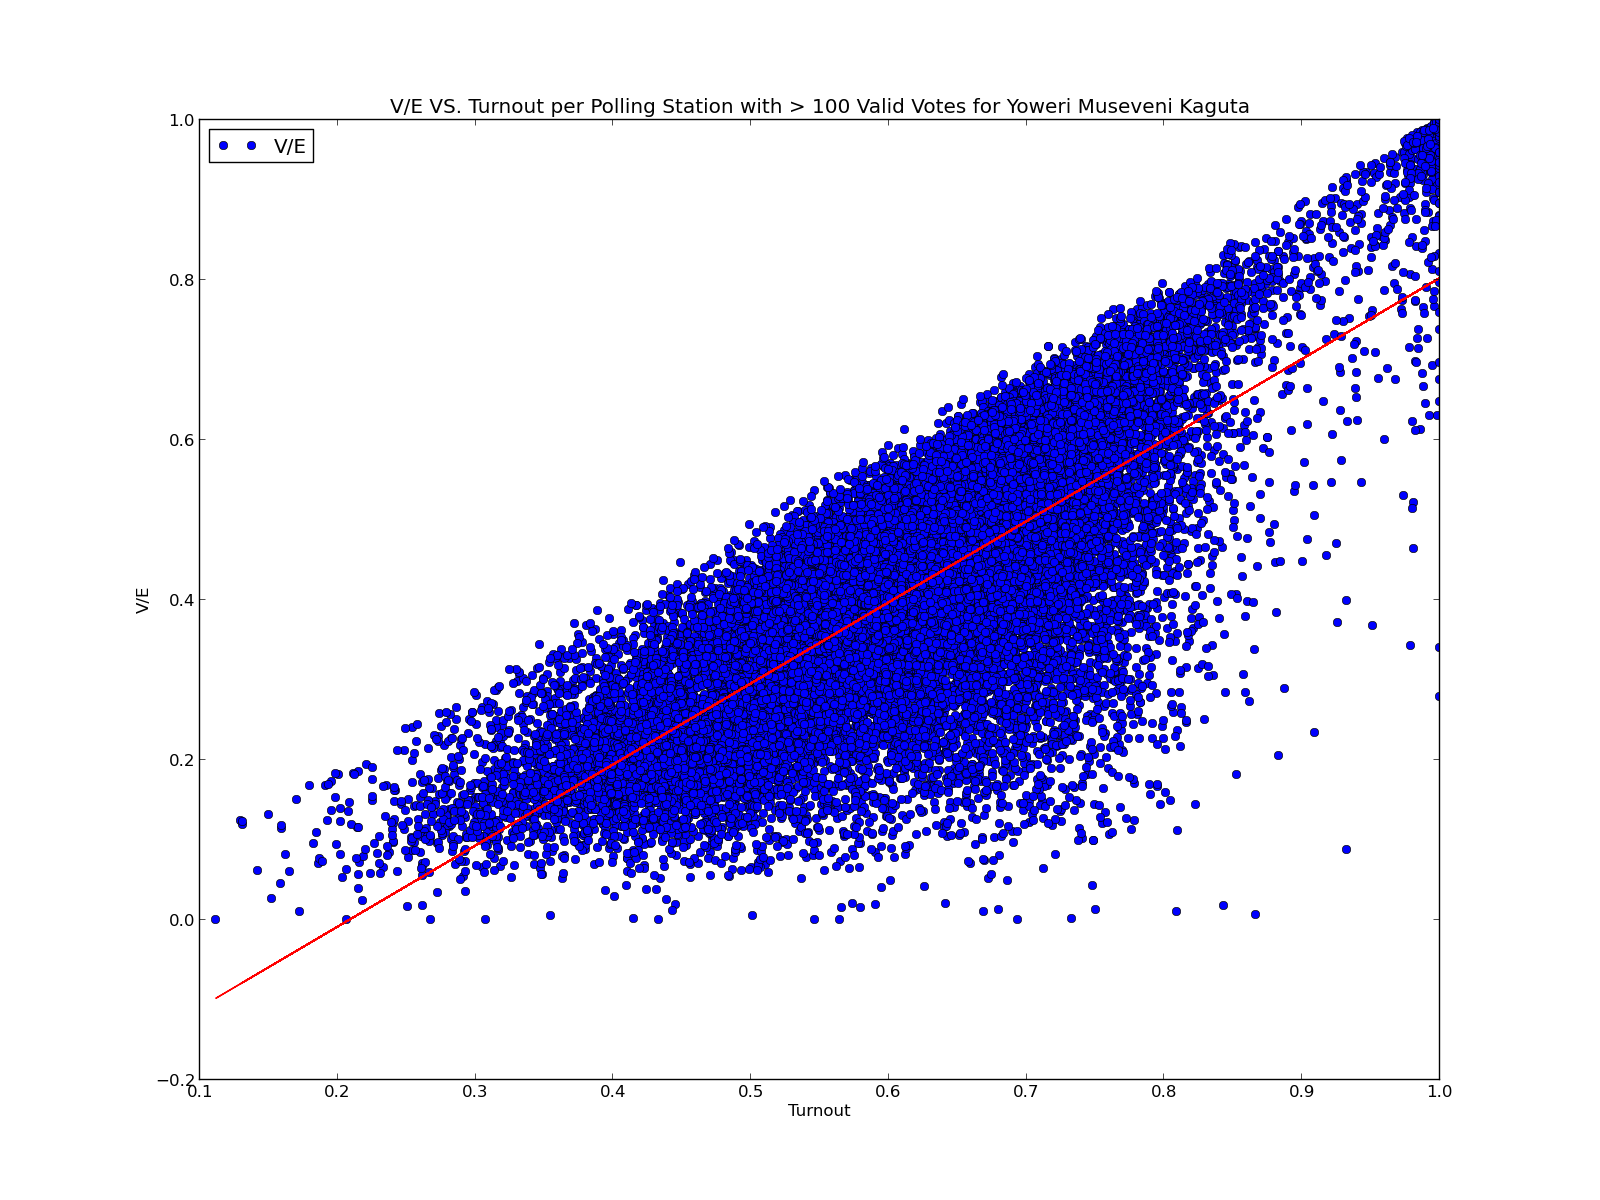 V/E VS. Turnout per Polling Station with > 100 Valid Votes for Yoweri Museveni Kaguta
V/E
1.0
0.8
0.6
0.4
0.2
0.0
−0.2
V/E
0.1 0.2 0.3 0.4 0.5 0.6 0.7 0.8 0.9 1.0
Turnout